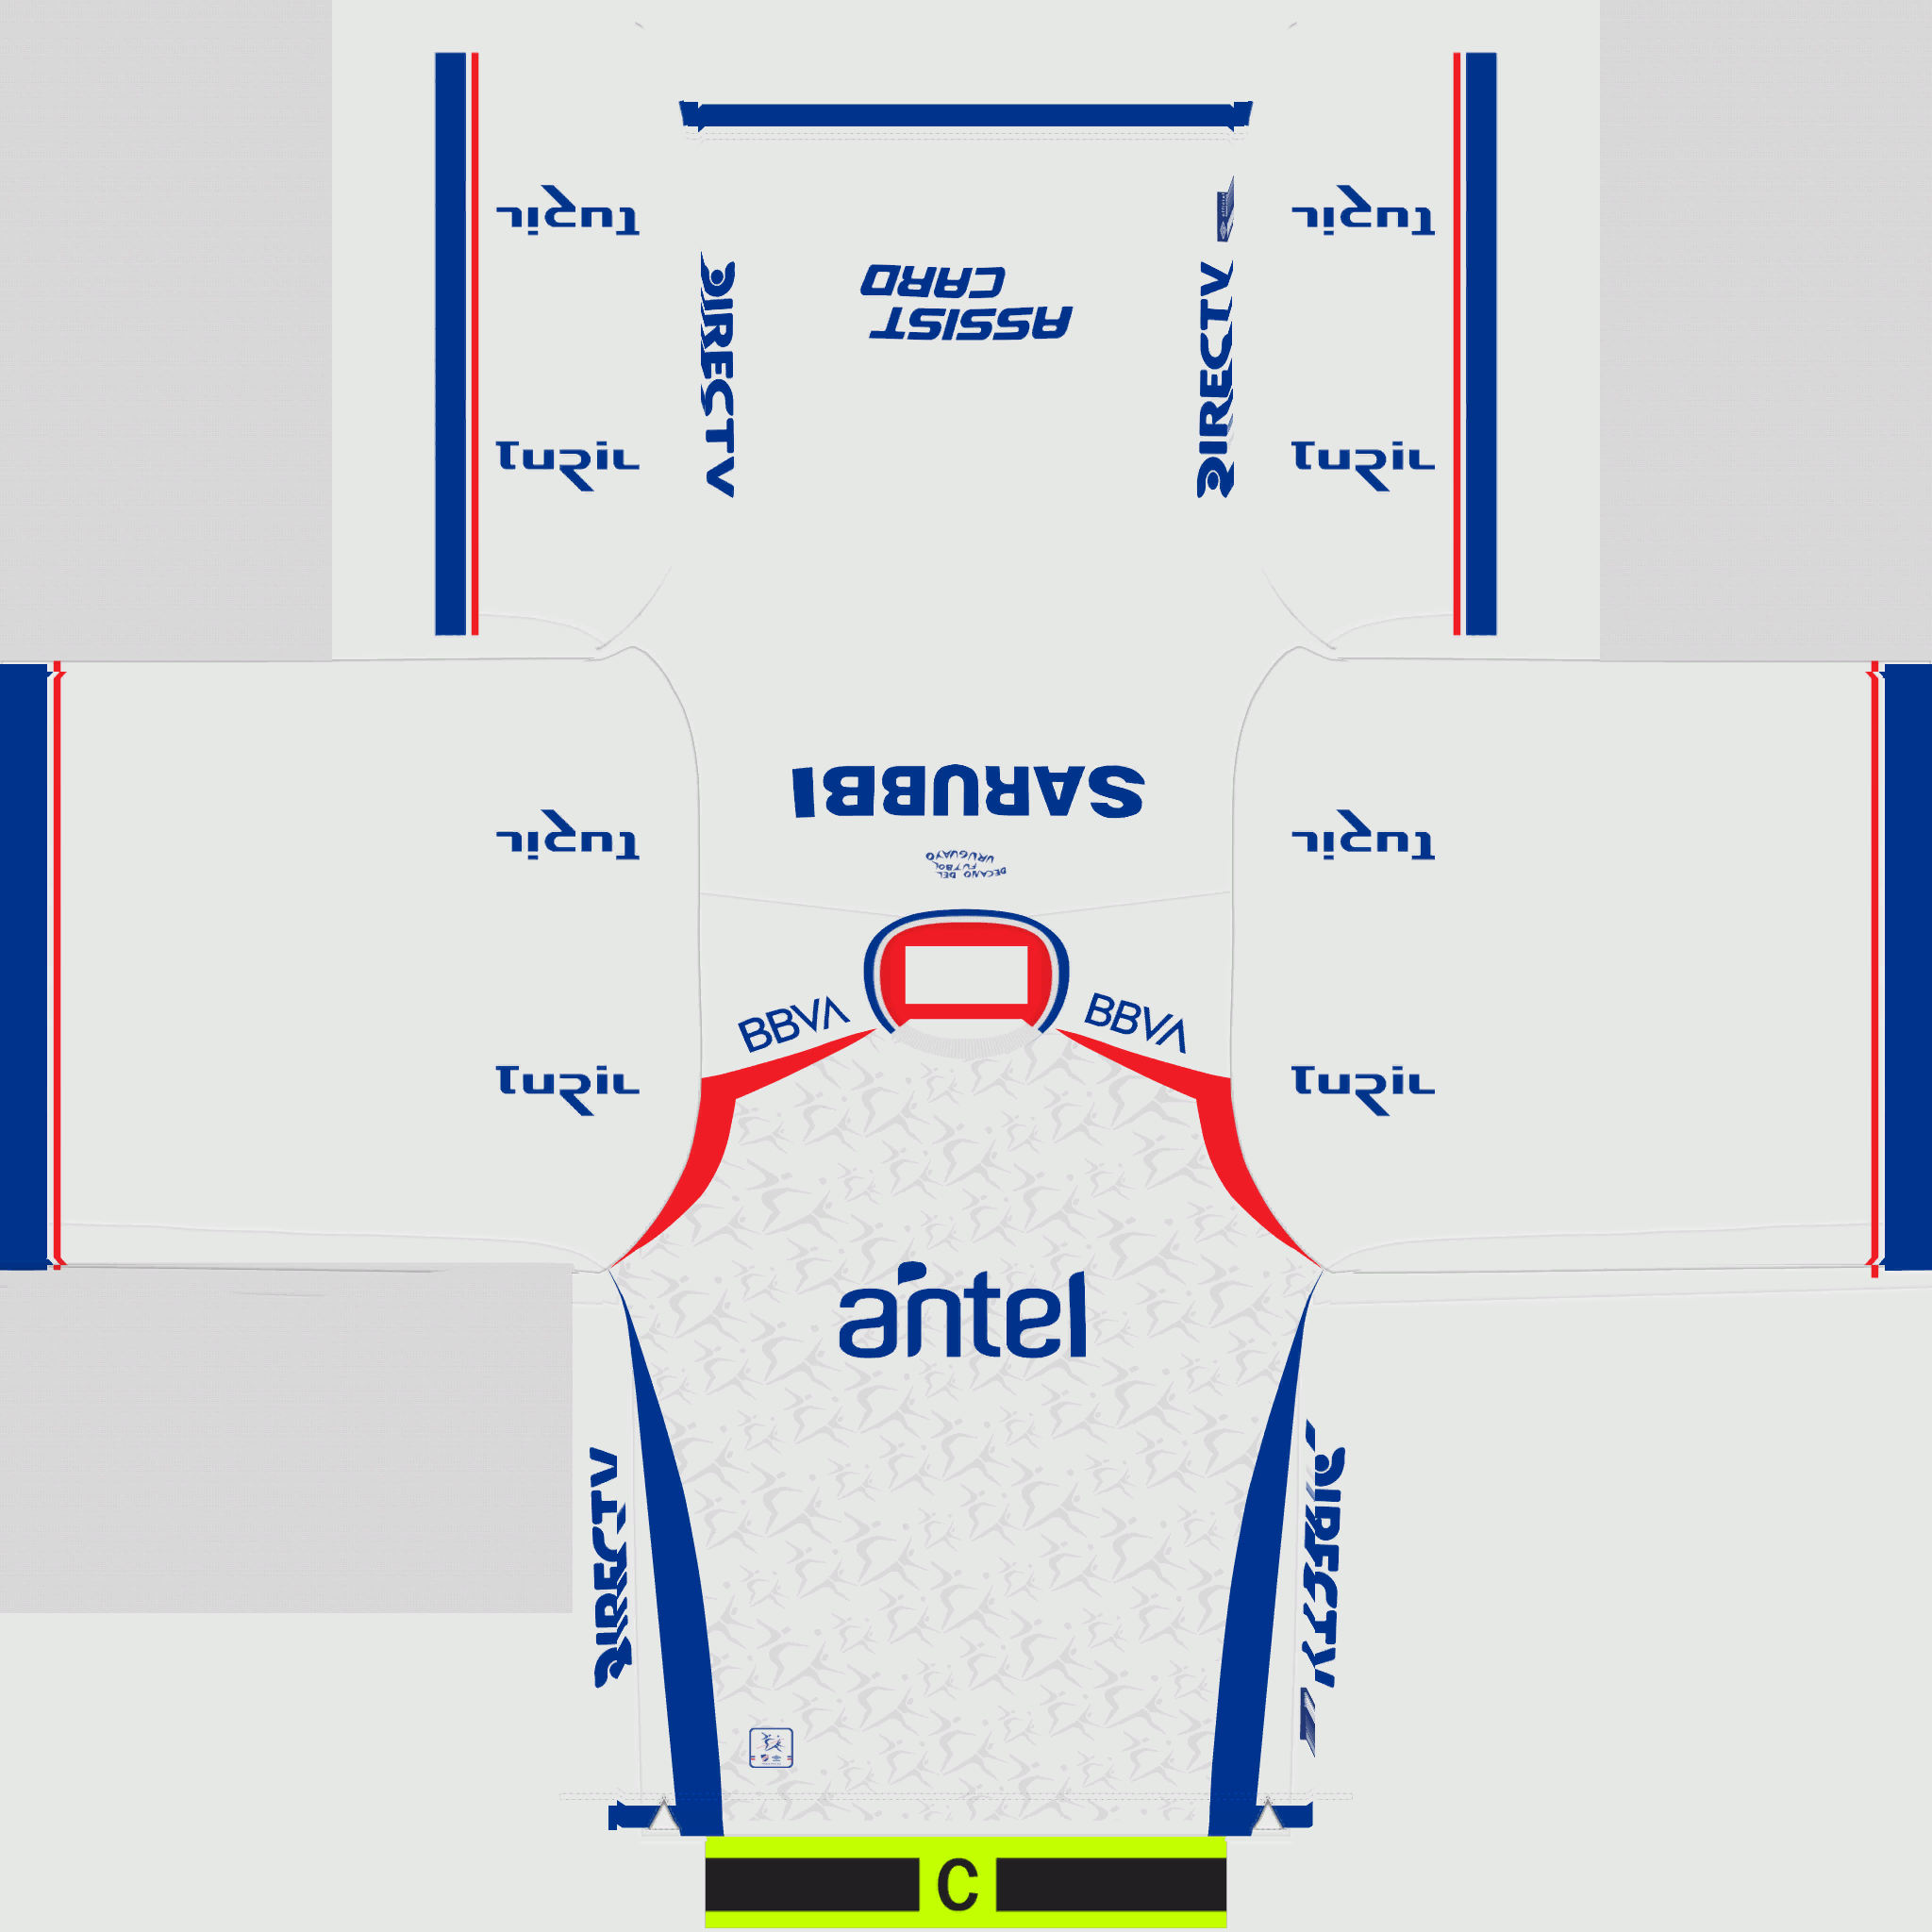 TURIL
TURIL
ASSIST
CARD
DIRECTV
DIRECTV
TURIL
TURIL
SARUBBI
TURIL
TURIL
DECANO DEL
FUTBOL
URUGUAYO
BBVA
BBVA
TURIL
TURIL
antel
DIRECTV
DIRECTV
C